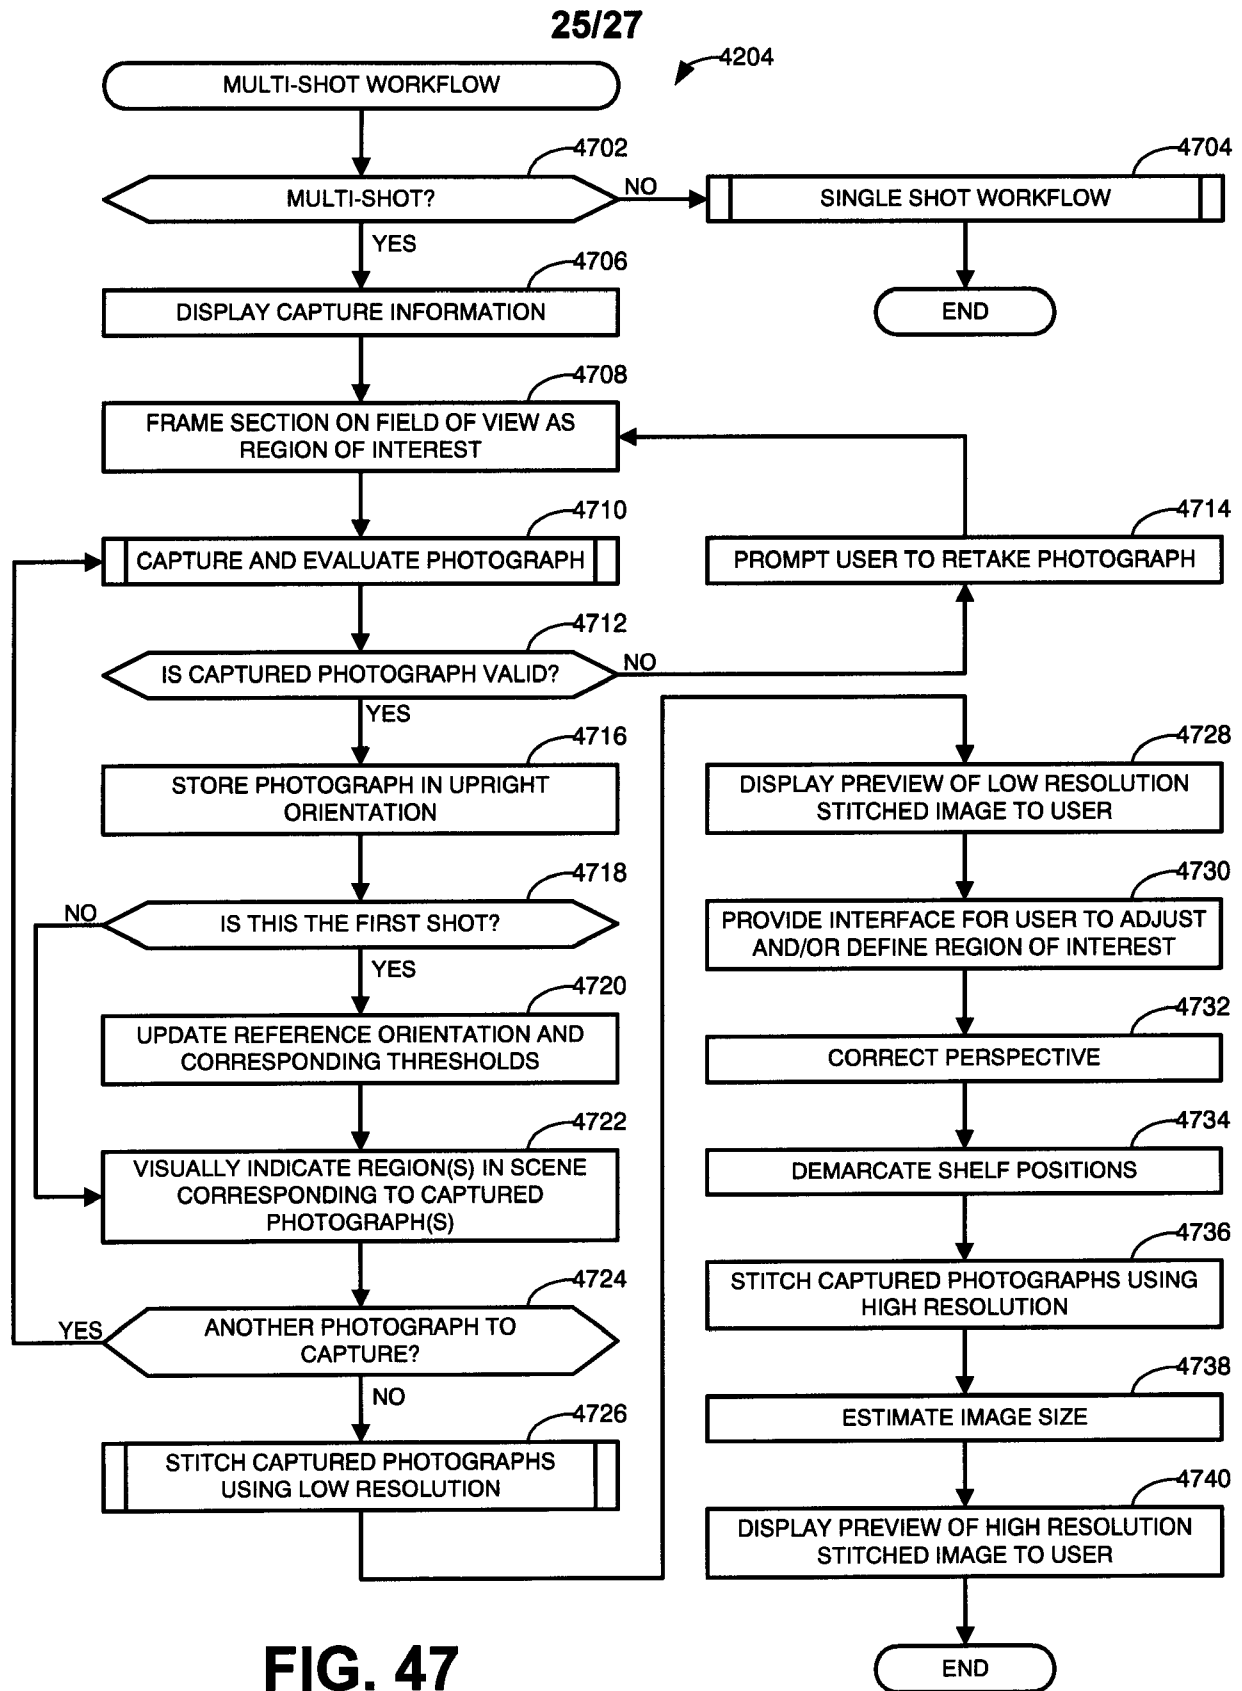 25/27
4204
MULTI-SHOT WORKFLOW
4702
MULTI-SHOT?
NO
YES
4704
SINGLE SHOT WORKFLOW
END
4706
DISPLAY CAPTURE INFORMATION
4708
FRAME SECTION ON FIELD OF VIEW AS
REGION OF INTEREST
4710
CAPTURE AND EVALUATE PHOTOGRAPH
4714
PROMPT USER TO RETAKE PHOTOGRAPH
4712
IS CAPTURED PHOTOGRAPH VALID?
NO
YES
4716
STORE PHOTOGRAPH IN UPRIGHT
ORIENTATION
4718
IS THIS THE FIRST SHOT?
NO
YES
4720
UPDATE REFERENCE ORIENTATION AND
CORRESPONDING THRESHOLDS
4722
VISUALLY INDICATE REGION(S) IN SCENE
CORRESPONDING TO CAPTURED
PHOTOGRAPH(S)
4724
ANOTHER PHOTOGRAPH TO
CAPTURE?
YES
NO
4726
STITCH CAPTURED PHOTOGRAPHS
USING LOW RESOLUTION
4728
DISPLAY PREVIEW OF LOW RESOLUTION
STITCHED IMAGE TO USER
4730
PROVIDE INTERFACE FOR USER TO ADJUST
AND/OR DEFINE REGION OF INTEREST
4732
CORRECT PERSPECTIVE
4734
DEMARCATE SHELF POSITIONS
4736
STITCH CAPTURED PHOTOGRAPHS USING
HIGH RESOLUTION
4738
ESTIMATE IMAGE SIZE
4740
DISPLAY PREVIEW OF HIGH RESOLUTION
STITCHED IMAGE TO USER
END
FIG. 47